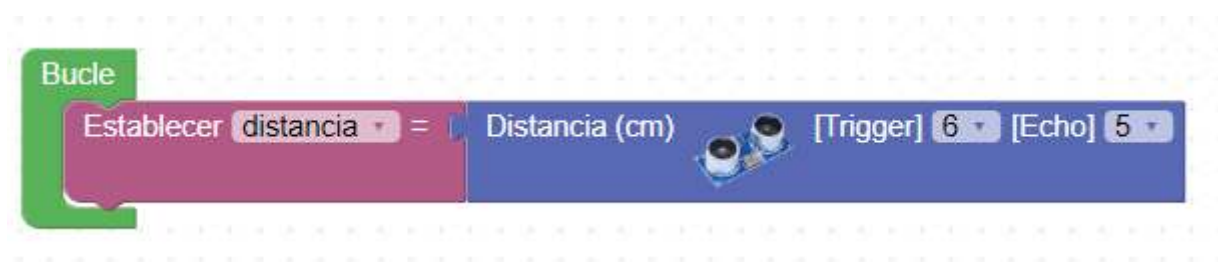 Bucle
Establecer distancia = Distancia (cm) [Trigger] 6 [Echo] 5